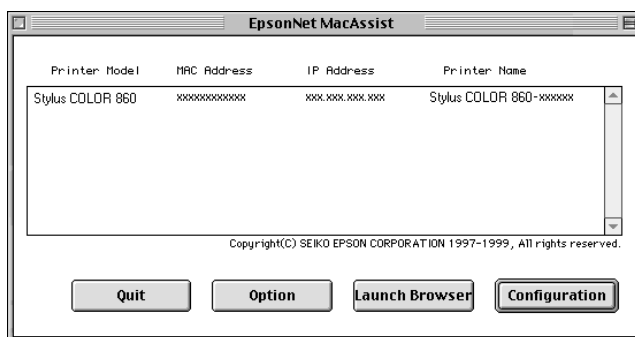 EpsonNet MacAssist
Printer Model MAC Address IP Address Printer Name
Stylus COLOR 860 xxxxxxxxxxxx xxx.xxx.xxx.xxx Stylus COLOR 860-xxxxxx
Copyright(C) SEIKO EPSON CORPORATION 1997-1999, All rights reserved.
Quit Option Launch Browser Configuration